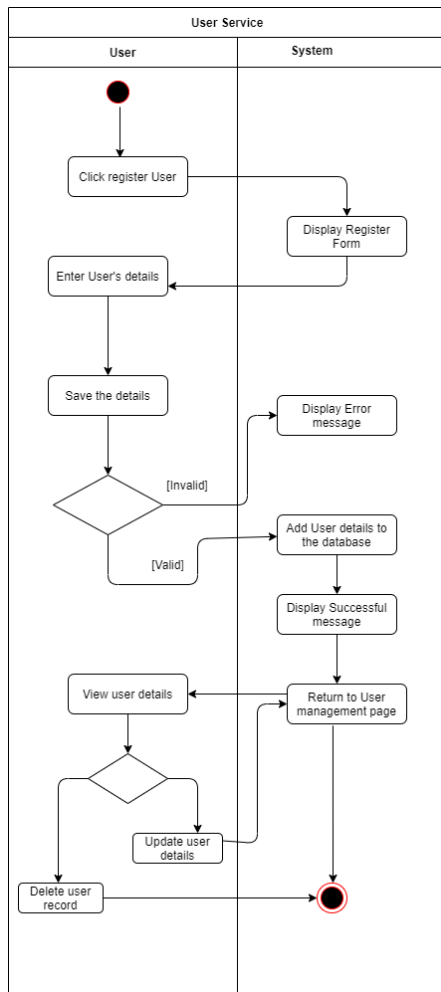 User Service
User
System
Click register User
Display Register
Form
Enter User's details
Save the details
Display Error
message
[Invalid]
Add User details to
the database
[Valid]
Display Successful
message
View user details
Return to User
management page
Update user
details
Delete user
record